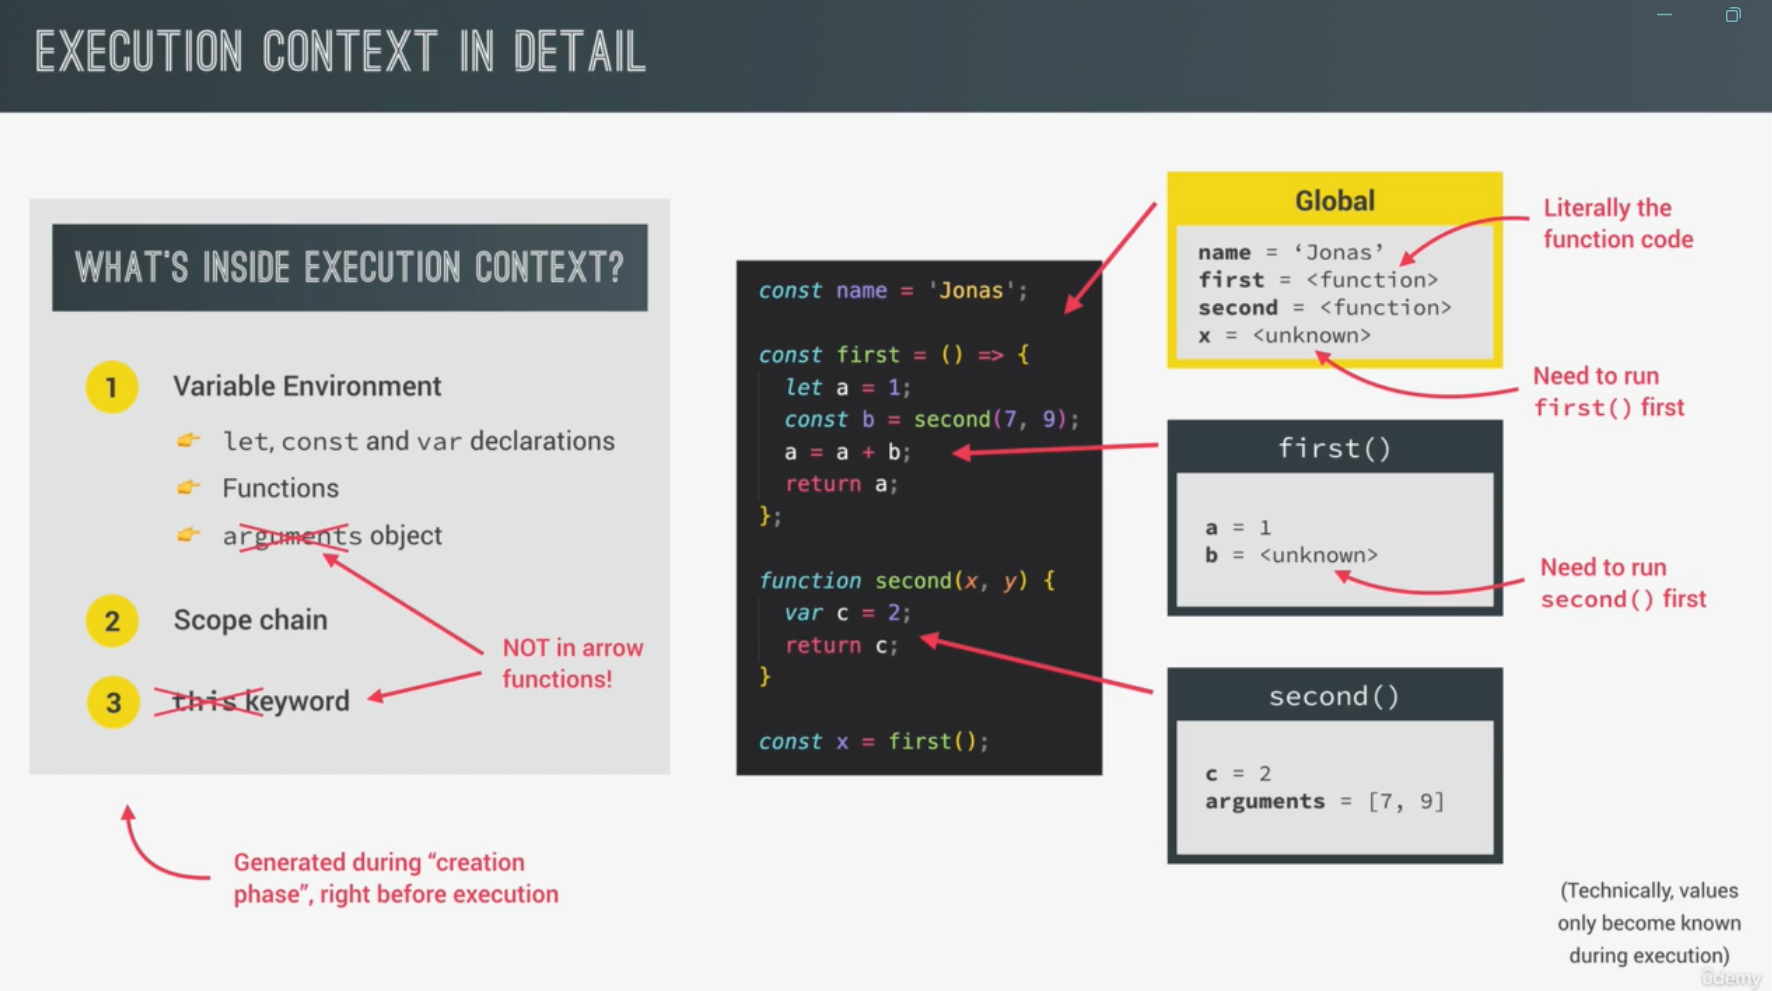 EXECUTION CONTEXT IN DETAIL
WHAT'S INSIDE EXECUTION CONTEXT?
1 Variable Environment
let, const and var declarations
Functions
arguments object
2 Scope chain
3 this keyword
NOT in arrow
functions!
Generated during “creation
phase”, right before execution
const name = 'Jonas';
const first = () => {
let a = 1;
const b = second(7, 9);
a = a + b;
return a;
};
function second(x, y) {
var c = 2;
return c;
}
const x = first();
Global
name = ‘Jonas’
first = <function>
second = <function>
x = <unknown>
Literally the
function code
Need to run
first() first
first()
a = 1
b = <unknown>
Need to run
second() first
second()
c = 2
arguments = [7, 9]
(Technically, values
only become known
during execution)
ûdemy